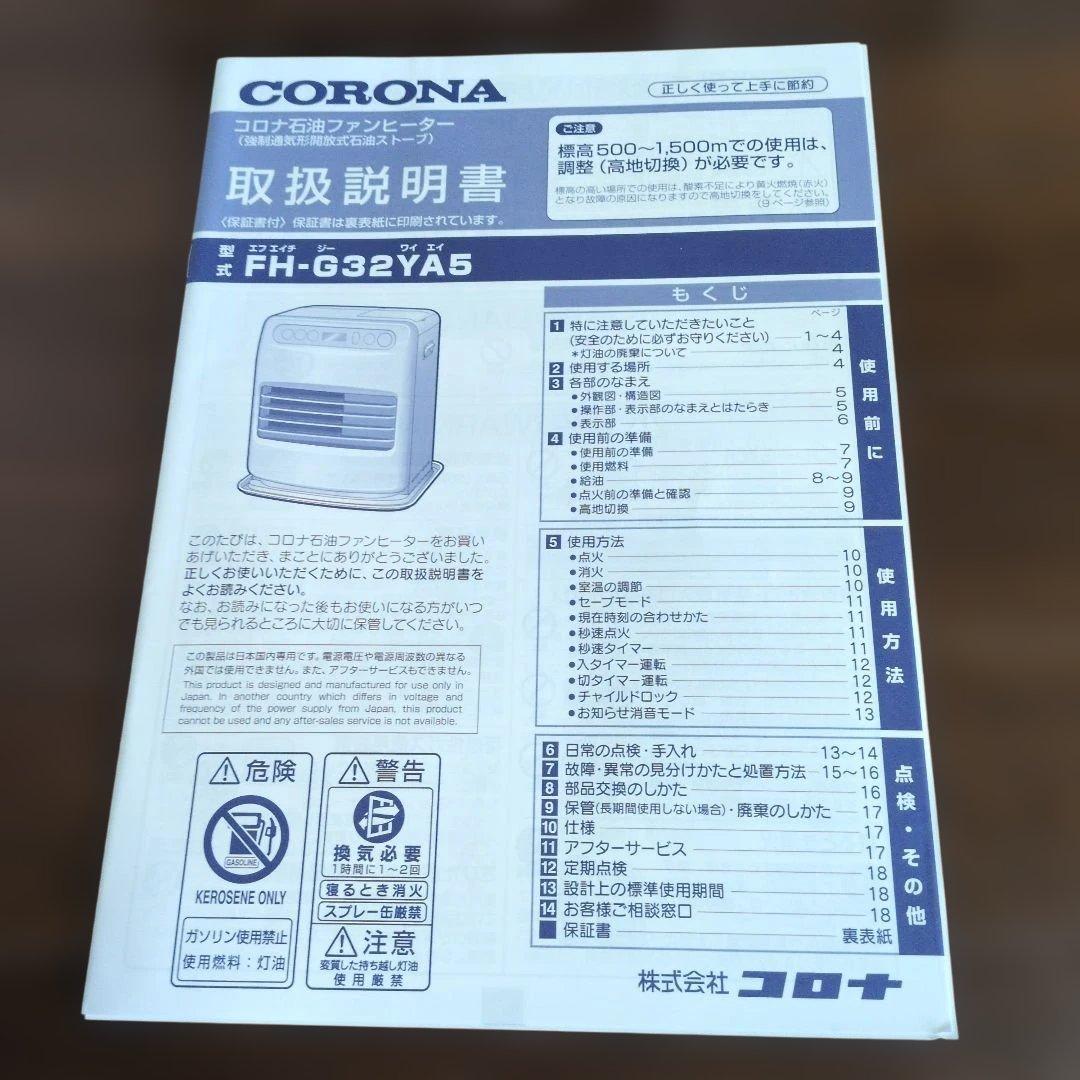 CORONA
正しく使って上手に節約
コロナ石油ファンヒーター
（強制通気形開放式石油ストーブ）
取扱説明書
〈保証書付〉保証書は裏表紙に印刷されています。
ご注意
標高500〜1,500mでの使用は、
調整（高地切換）が必要です。
標高の高い場所での使用は、酸素不足により黄火燃焼（赤火）
となり故障の原因になりますので高地切換をしてください。
（9ページ参照）
型式
エフエイチ ジー ワイ エイ
FH-G32YA5
もくじ
ページ
1 特に注意していただきたいこと
（安全のために必ずお守りください） 1〜4
＊灯油の廃棄について 4
2 使用する場所 4
3 各部のなまえ
●外観図・構造図 5
●操作部・表示部のなまえとはたらき 5
●表示部 6
4 使用前の準備
●使用前の準備 7
●使用燃料 7
●給油 8〜9
●点火前の準備と確認 9
●高地切換 9
使用前に
5 使用方法
●点火 10
●消火 10
●室温の調節 10
●セーブモード 11
●現在時刻の合わせかた 11
●秒速点火 11
●秒速タイマー 11
●入タイマー運転 12
●切タイマー運転 12
●チャイルドロック 12
●お知らせ消音モード 13
使用方法
6 日常の点検・手入れ 13〜14
7 故障・異常の見分けかたと処置方法 15〜16
8 部品交換のしかた 16
9 保管（長期間使用しない場合）・廃棄のしかた 17
10 仕様 17
11 アフターサービス 17
12 定期点検 18
13 設計上の標準使用期間 18
14 お客様ご相談窓口 18
保証書 裏表紙
点検・その他
このたびは、コロナ石油ファンヒーターをお買い
あげいただき、まことにありがとうございました。
正しくお使いいただくために、この取扱説明書を
よくお読みください。
なお、お読みになった後もお使いになる方がいつ
でも見られるところに大切に保管してください。
この製品は日本国内専用です。電源電圧や電源周波数の異なる
外国では使用できません。また、アフターサービスもできません。
This product is designed and manufactured for use only in
Japan. In another country which differs in voltage and
frequency of the power supply from Japan, this product
cannot be used and any after-sales service is not available.
危険
GASOLINE
KEROSENE ONLY
ガソリン使用禁止
使用燃料：灯油
警告
換気必要
1時間に1〜2回
寝るとき消火
スプレー缶厳禁
注意
変質した持ち越し灯油
使用厳禁
株式会社 コロナ